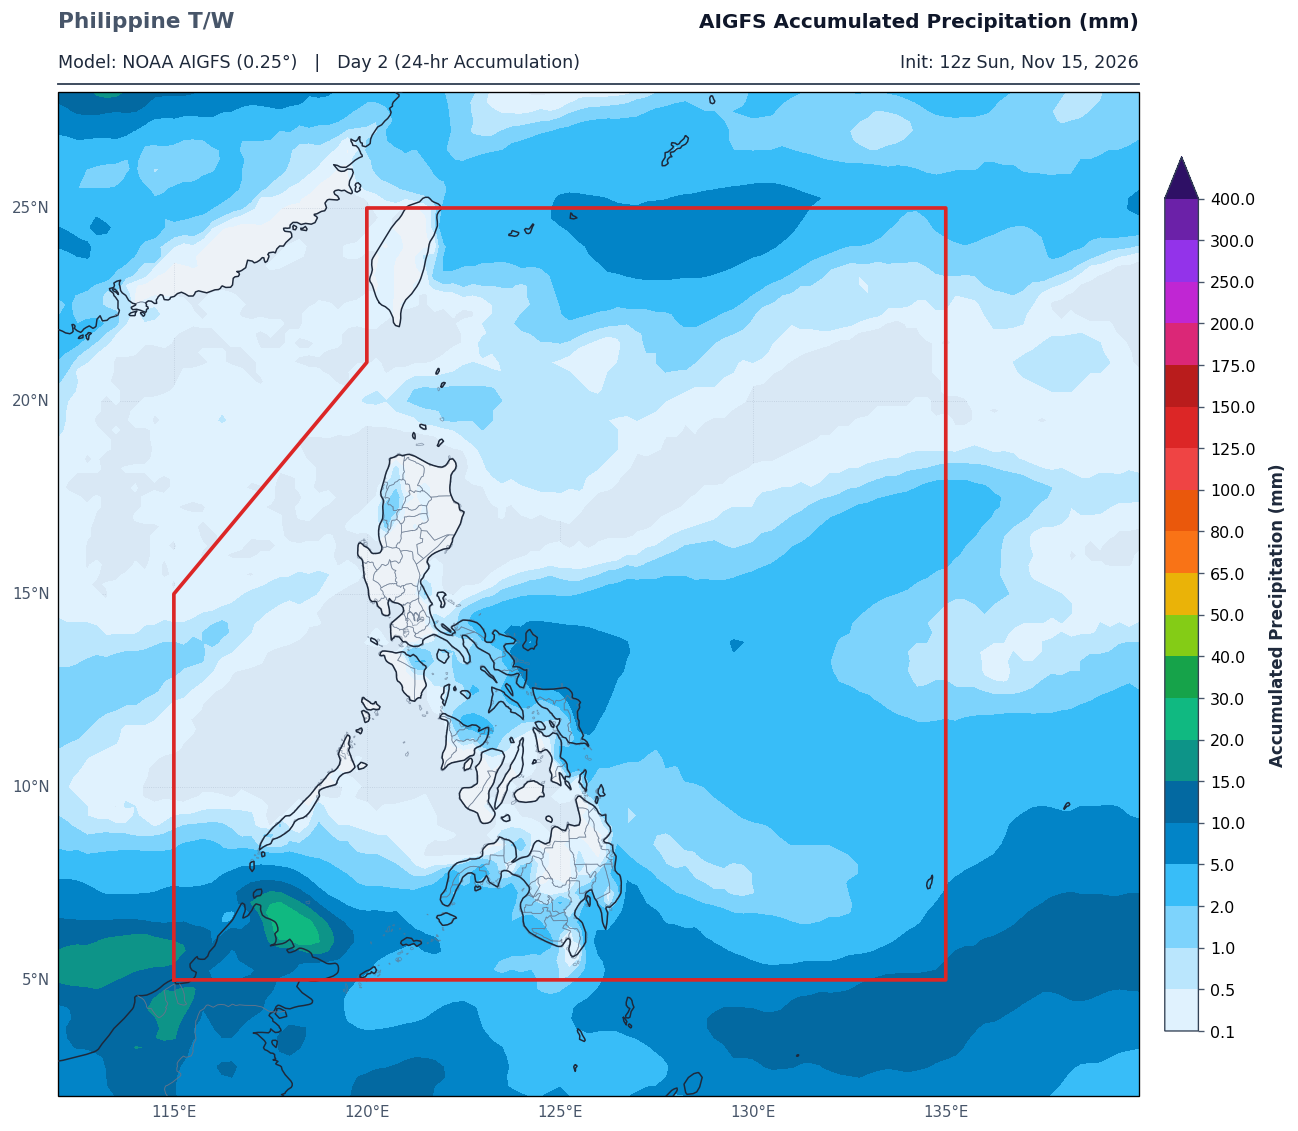 Philippine T/W
AIGFS Accumulated Precipitation (mm)
Model: NOAA AIGFS (0.25°)   |   Day 2 (24-hr Accumulation)
Init: 12z Sun, Nov 15, 2026
25°N
20°N
15°N
10°N
5°N
115°E
120°E
125°E
130°E
135°E
400.0
300.0
250.0
200.0
175.0
150.0
125.0
100.0
80.0
65.0
50.0
40.0
30.0
20.0
15.0
10.0
5.0
2.0
1.0
0.5
0.1
Accumulated Precipitation (mm)